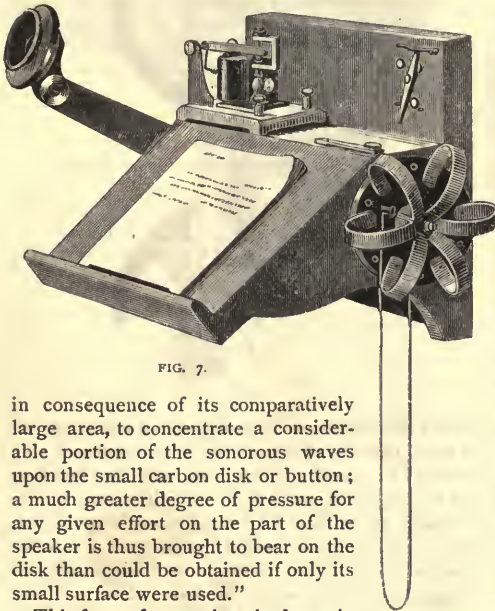 FIG. 7.
in consequence of its comparatively
large area, to concentrate a consider-
able portion of the sonorous waves
upon the small carbon disk or button;
a much greater degree of pressure for
any given effort on the part of the
speaker is thus brought to bear on the
disk than could be obtained if only its
small surface were used."